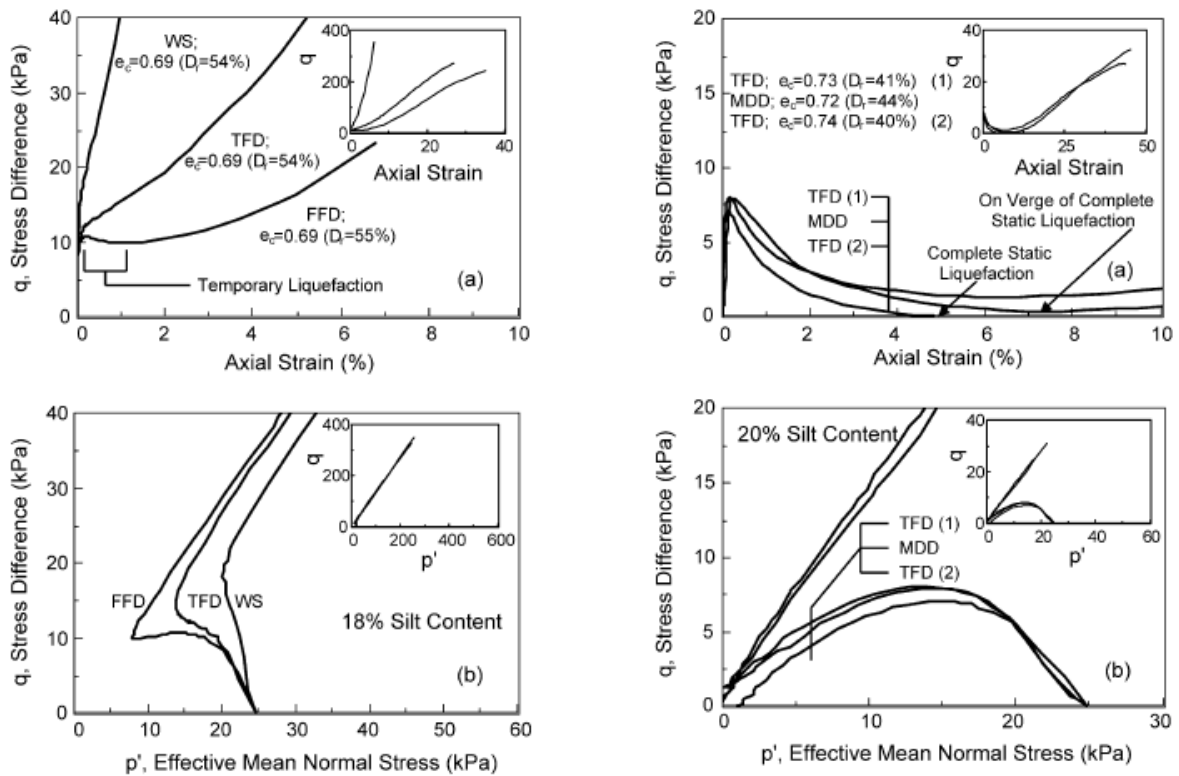 40
30
20
10
0
q, Stress Difference (kPa)
WS;
e_c=0.69 (D_r=54%)
TFD;
e_c=0.69 (D_r=54%)
FFD;
e_c=0.69 (D_r=55%)
Temporary Liquefaction
(a)
400
200
0
q
0 20 40
Axial Strain
0 2 4 6 8 10
Axial Strain (%)
20
15
10
5
0
q, Stress Difference (kPa)
TFD; e_c=0.73 (D_r=41%) (1)
MDD; e_c=0.72 (D_r=44%)
TFD; e_c=0.74 (D_r=40%) (2)
40
20
0
q
0 25 50
Axial Strain
TFD (1)
MDD
TFD (2)
On Verge of Complete
Static Liquefaction
Complete Static
Liquefaction
(a)
0 2 4 6 8 10
Axial Strain (%)
40
30
20
10
0
q, Stress Difference (kPa)
400
200
0
q
0 200 400 600
p'
FFD TFD WS
18% Silt Content
(b)
0 10 20 30 40 50 60
p', Effective Mean Normal Stress (kPa)
20
15
10
5
0
q, Stress Difference (kPa)
20% Silt Content
40
20
0
q
0 20 40 60
p'
TFD (1)
MDD
TFD (2)
(b)
0 10 20 30
p', Effective Mean Normal Stress (kPa)